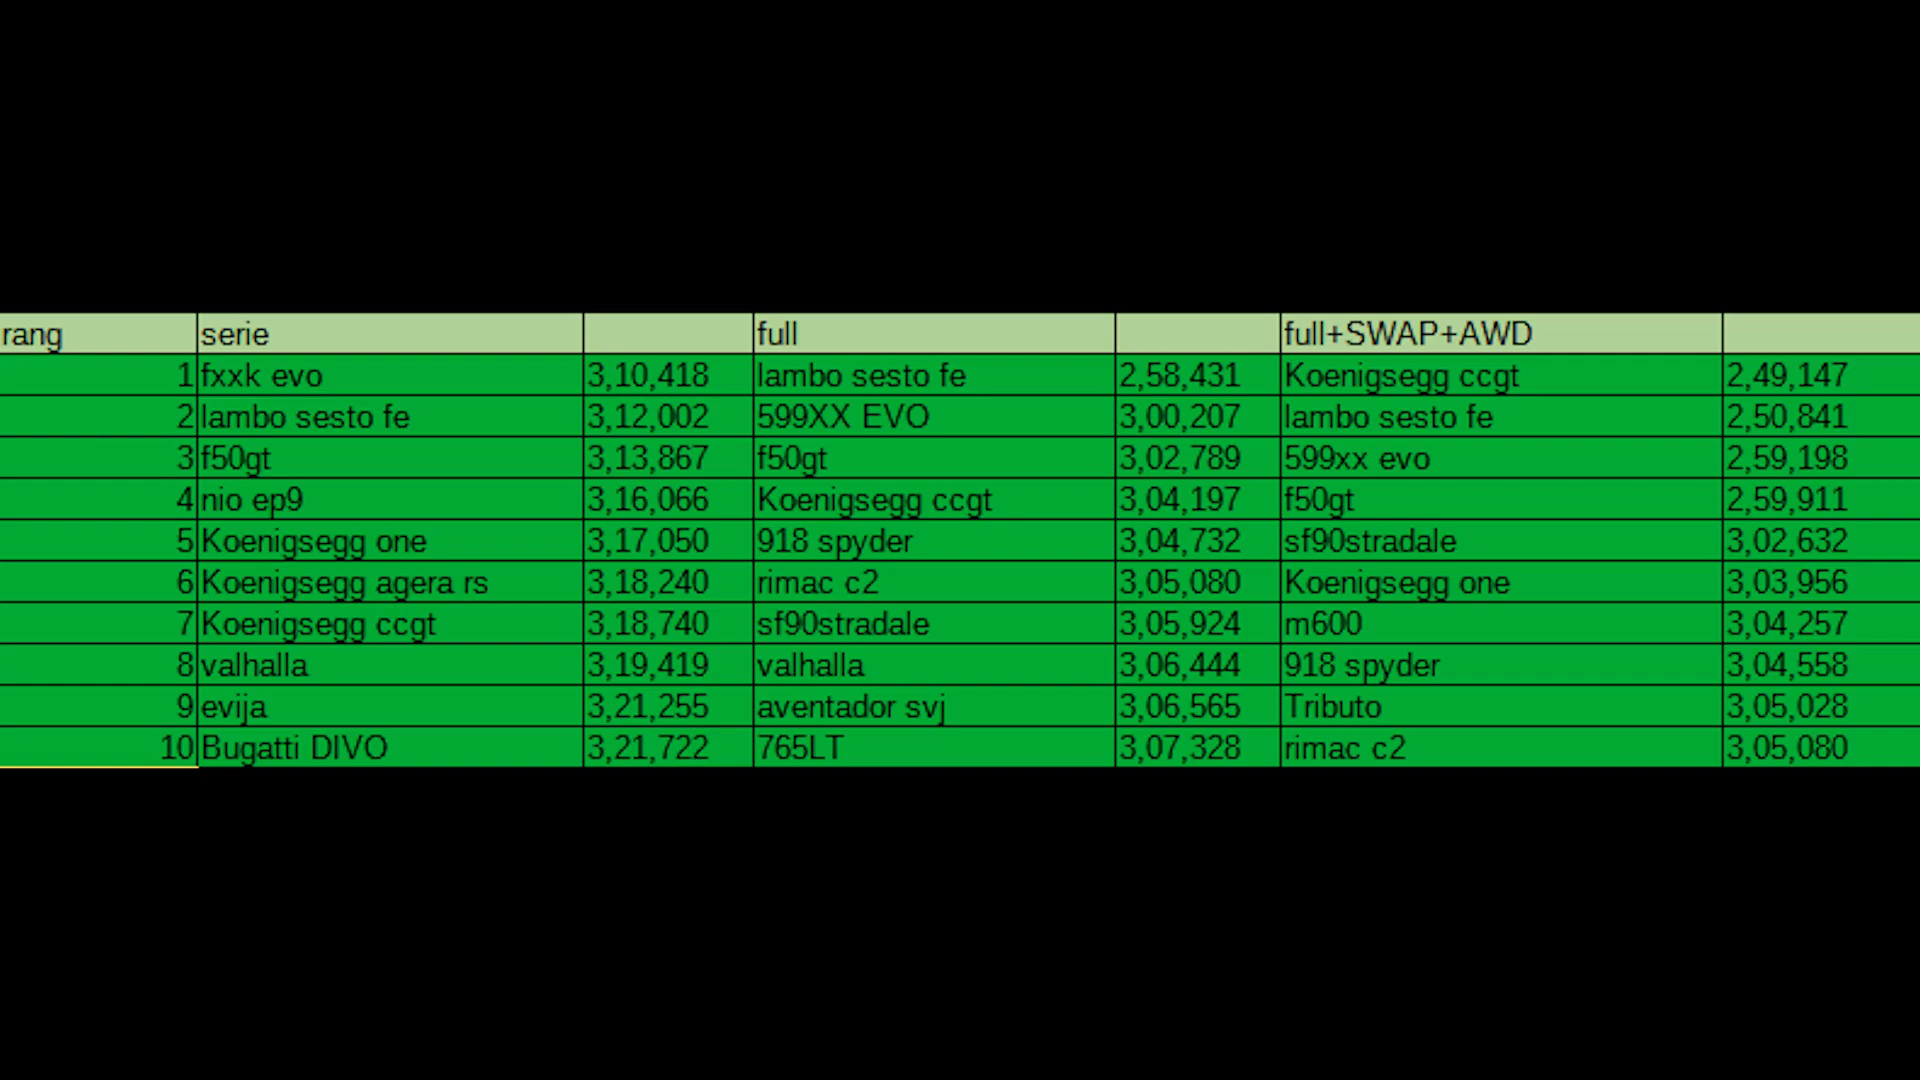 rang serie full full+SWAP+AWD
1 fxxk evo 3,10,418 lambo sesto fe 2,58,431 Koenigsegg ccgt 2,49,147
2 lambo sesto fe 3,12,002 599XX EVO 3,00,207 lambo sesto fe 2,50,841
3 f50gt 3,13,867 f50gt 3,02,789 599xx evo 2,59,198
4 nio ep9 3,16,066 Koenigsegg ccgt 3,04,197 f50gt 2,59,911
5 Koenigsegg one 3,17,050 918 spyder 3,04,732 sf90stradale 3,02,632
6 Koenigsegg agera rs 3,18,240 rimac c2 3,05,080 Koenigsegg one 3,03,956
7 Koenigsegg ccgt 3,18,740 sf90stradale 3,05,924 m600 3,04,257
8 valhalla 3,19,419 valhalla 3,06,444 918 spyder 3,04,558
9 evija 3,21,255 aventador svj 3,06,565 Tributo 3,05,028
10 Bugatti DIVO 3,21,722 765LT 3,07,328 rimac c2 3,05,080